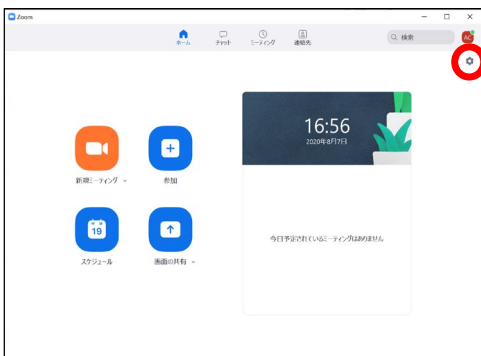 Zoom
ホーム
チャット
ミーティング
連絡先
検索
AC
16:56
2020年8月7日
新規ミーティング
参加
19
スケジュール
画面の共有
今日予定されているミーティングはありません